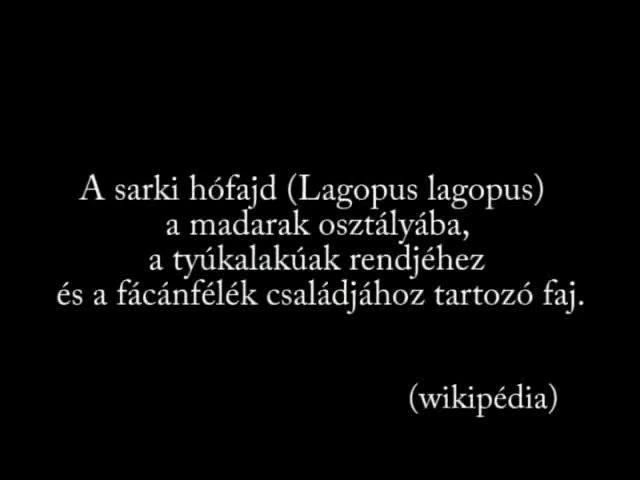 A sarki hófajd (Lagopus lagopus)
a madarak osztályába,
a tyúkalakúak rendjéhez
és a fácánfélék családjához tartozó faj.
(wikipédia)